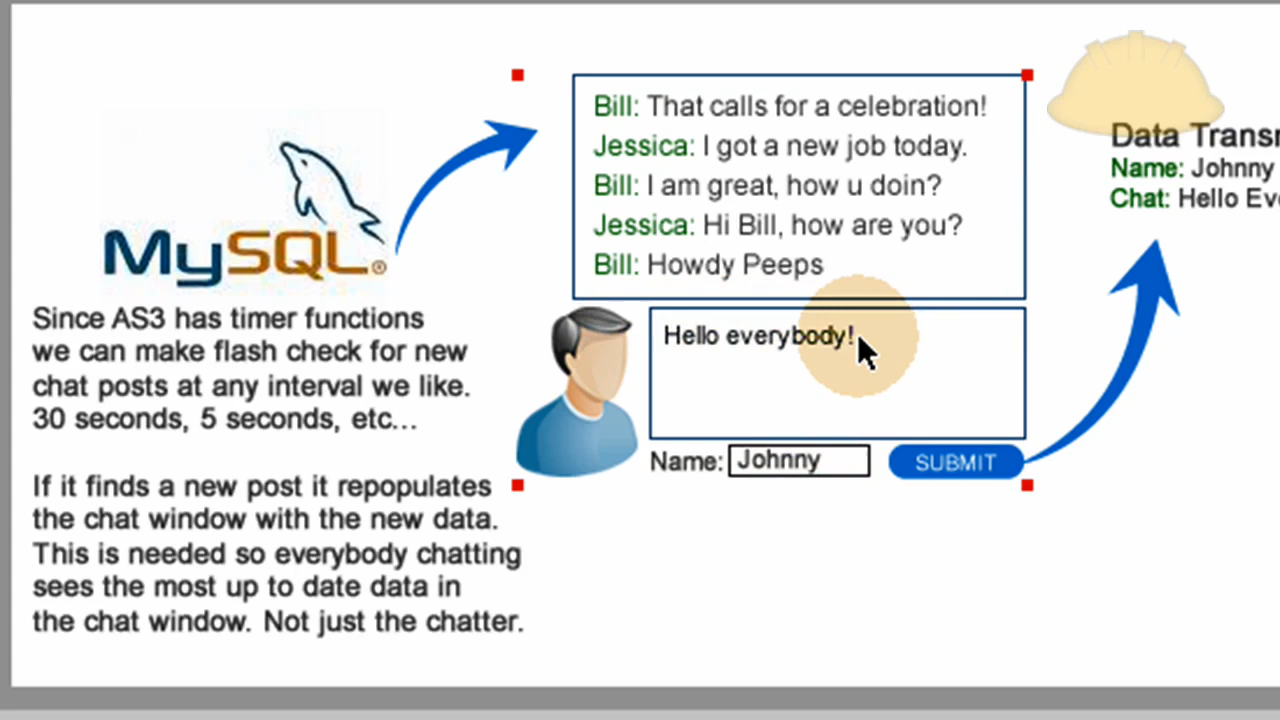 MySQL®
Since AS3 has timer functions
we can make flash check for new
chat posts at any interval we like.
30 seconds, 5 seconds, etc...
If it finds a new post it repopulates
the chat window with the new data.
This is needed so everybody chatting
sees the most up to date data in
the chat window. Not just the chatter.
Bill: That calls for a celebration!
Jessica: I got a new job today.
Bill: I am great, how u doin?
Jessica: Hi Bill, how are you?
Bill: Howdy Peeps
Hello everybody!
Name: Johnny
SUBMIT
Data
Name: Johnny
Chat: Hello